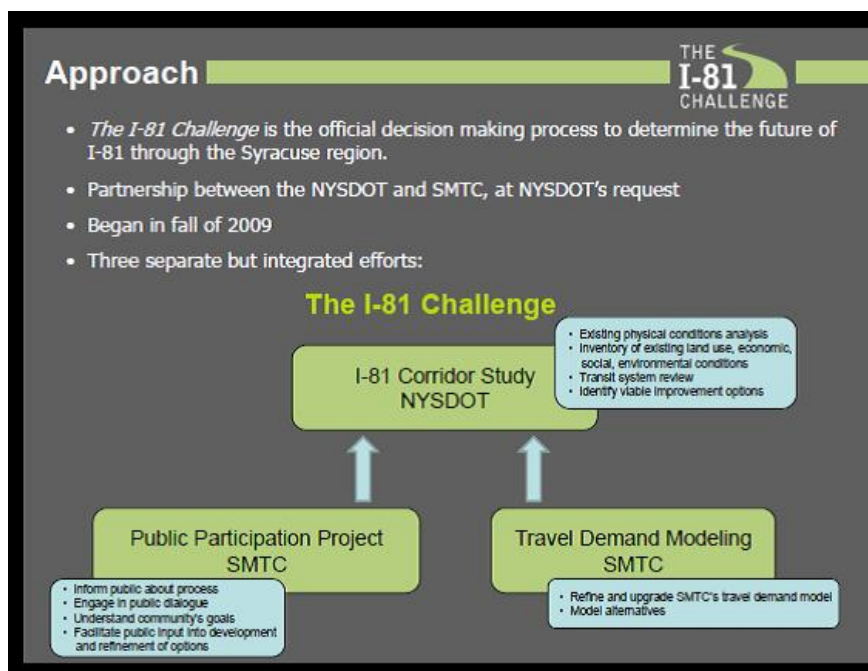 Approach
THE
I-81
CHALLENGE
• The I-81 Challenge is the official decision making process to determine the future of
I-81 through the Syracuse region.
• Partnership between the NYSDOT and SMTC, at NYSDOT's request
• Began in fall of 2009
• Three separate but integrated efforts:
The I-81 Challenge
I-81 Corridor Study
NYSDOT
• Existing physical conditions analysis
• Inventory of existing land use, economic,
social, environmental conditions
• Transit system review
• Identify viable improvement options
Public Participation Project
SMTC
• Inform public about process
• Engage in public dialogue
• Understand community's goals
• Facilitate public input into development
and refinement of options
Travel Demand Modeling
SMTC
• Refine and upgrade SMTC's travel demand model
• Model alternatives